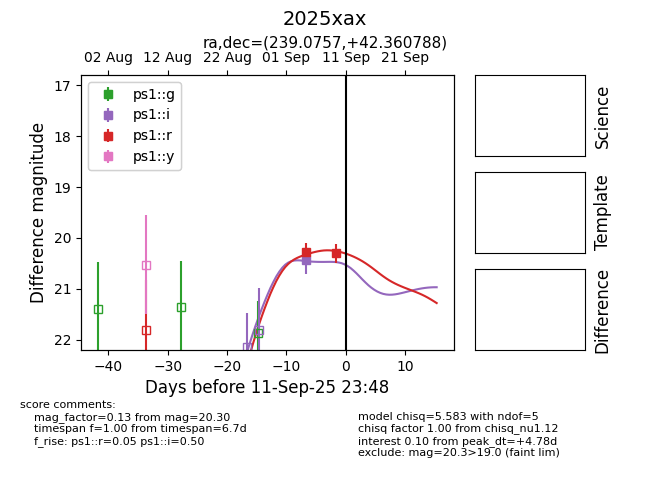 2025xax
ra,dec=(239.0757,+42.360788)
02 Aug 12 Aug 22 Aug 01 Sep 11 Sep 21 Sep
ps1::g
ps1::i
ps1::r
ps1::y
17
18
19
20
21
22
Difference magnitude
−40 −30 −20 −10 0 10
Days before 11-Sep-25 23:48
Science
Template
Difference
score comments:
mag_factor=0.13 from mag=20.30
timespan f=1.00 from timespan=6.7d
f_rise: ps1::r=0.05 ps1::i=0.50
model chisq=5.583 with ndof=5
chisq factor 1.00 from chisq_nu1.12
interest 0.10 from peak_dt=+4.78d
exclude: mag=20.3>19.0 (faint lim)